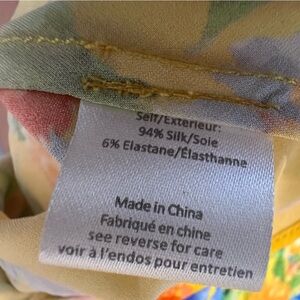 Self/Extérieur:
94% Silk/Soie
6% Elastane/Élasthanne
Made in China
Fabriqué en chine
see reverse for care
voir à l'endos pour entretien